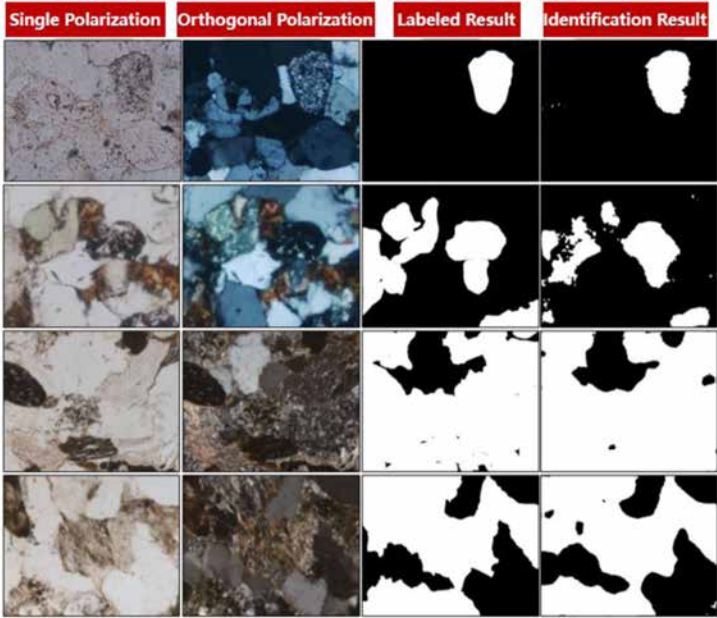 Single Polarization
Orthogonal Polarization
Labeled Result
Identification Result